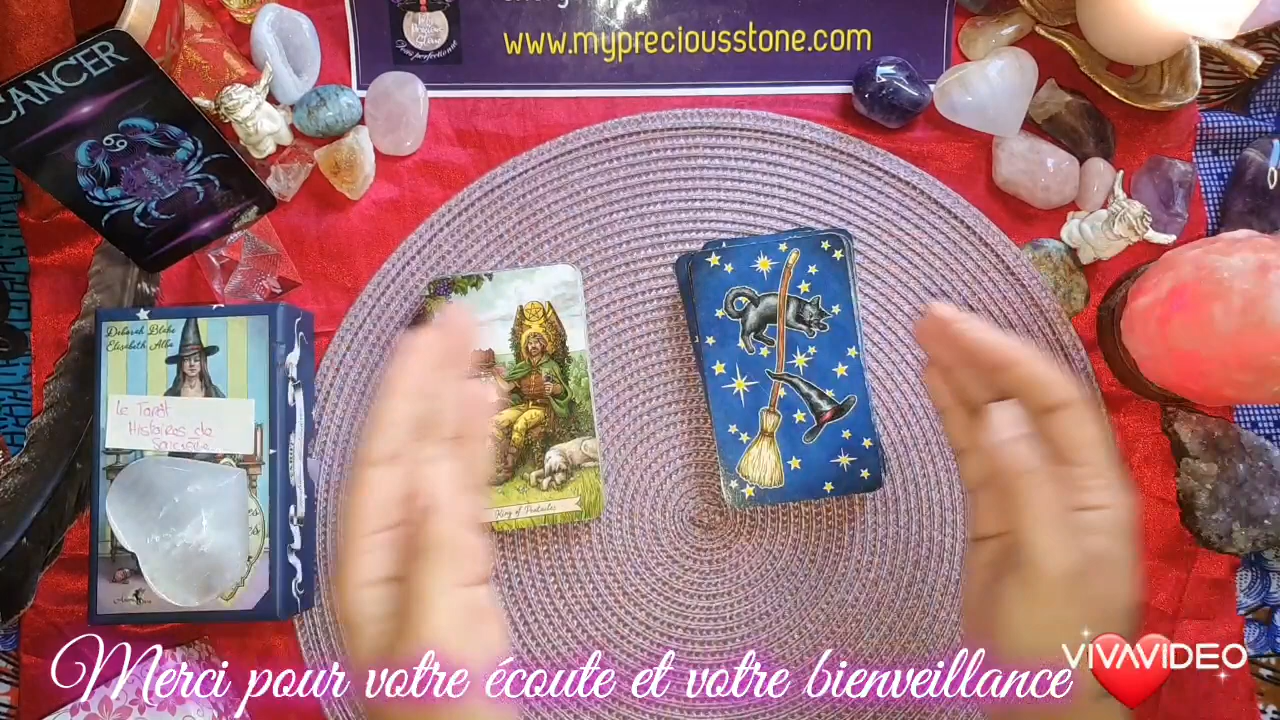 www.mypreciousstone.com
CANCER
Deborah Blake
Elisabeth Alba
Le Tarot
Histoires de
Sorcière
King of Pentacles
Merci pour votre écoute et votre bienveillance
VIVAVIDEO